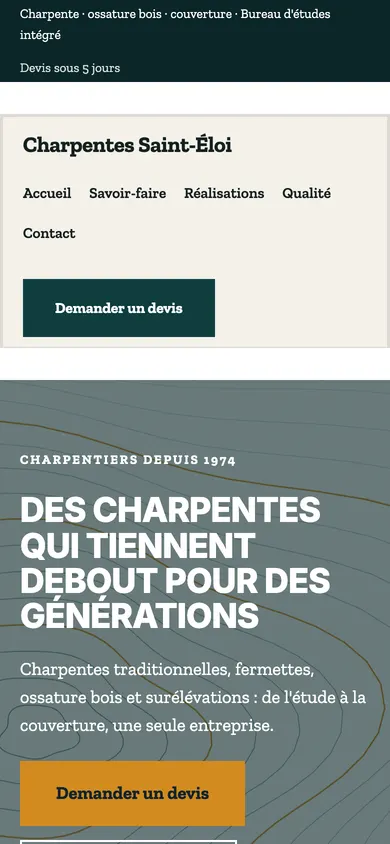 Charpente · ossature bois · couverture · Bureau d'études
intégré
Devis sous 5 jours
Charpentes Saint-Éloi
Accueil Savoir-faire Réalisations Qualité
Contact
Demander un devis
CHARPENTIERS DEPUIS 1974
DES CHARPENTES
QUI TIENNENT
DEBOUT POUR DES
GÉNÉRATIONS
Charpentes traditionnelles, fermettes,
ossature bois et surélévations : de l'étude à la
couverture, une seule entreprise.
Demander un devis